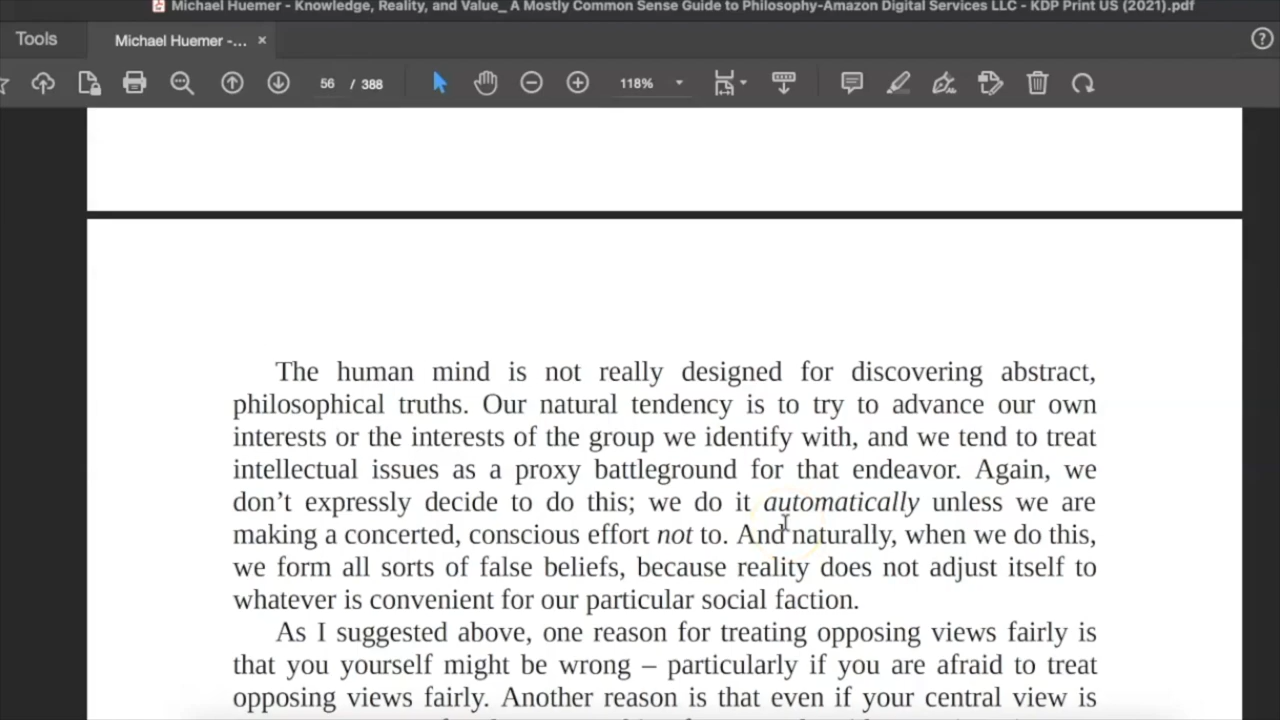 Michael Huemer - Knowledge, Reality, and Value_ A Mostly Common Sense Guide to Philosophy-Amazon Digital Services LLC - KDP Print US (2021).pdf
Tools
Michael Huemer -... ×
56 / 388
118%
The human mind is not really designed for discovering abstract,
philosophical truths. Our natural tendency is to try to advance our own
interests or the interests of the group we identify with, and we tend to treat
intellectual issues as a proxy battleground for that endeavor. Again, we
don’t expressly decide to do this; we do it automatically unless we are
making a concerted, conscious effort not to. And naturally, when we do this,
we form all sorts of false beliefs, because reality does not adjust itself to
whatever is convenient for our particular social faction.
As I suggested above, one reason for treating opposing views fairly is
that you yourself might be wrong – particularly if you are afraid to treat
opposing views fairly. Another reason is that even if your central view is